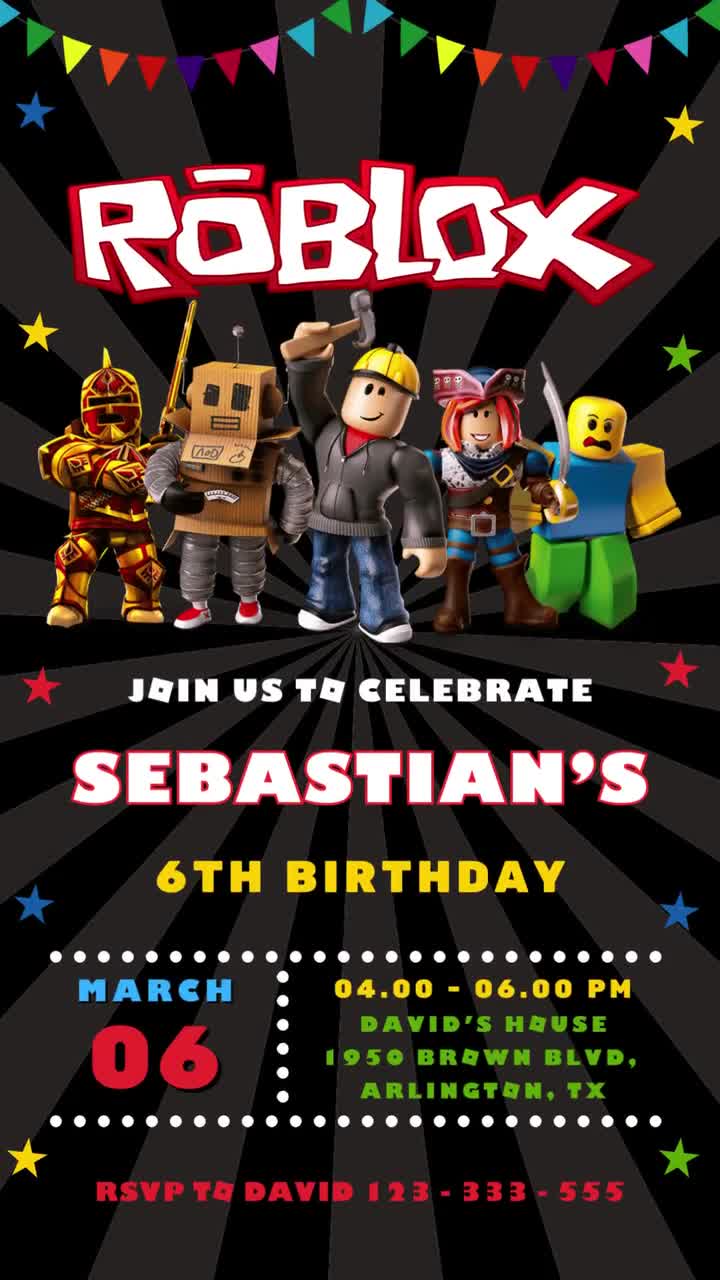 RŌBLOX
JOIN US TO CELEBRATE
SEBASTIAN'S
6TH BIRTHDAY
MARCH
06
04.00 - 06.00 PM
DAVID'S HOUSE
1950 BROWN BLVD,
ARLINGTON, TX
RSVP TO DAVID 123 - 333 - 555